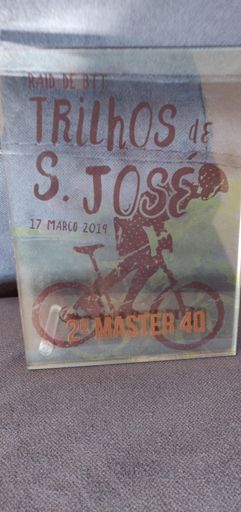 RAID DE BTT
TRILHOS de
S. JOSÉ
17 MARÇO 2019
2º MASTER 40